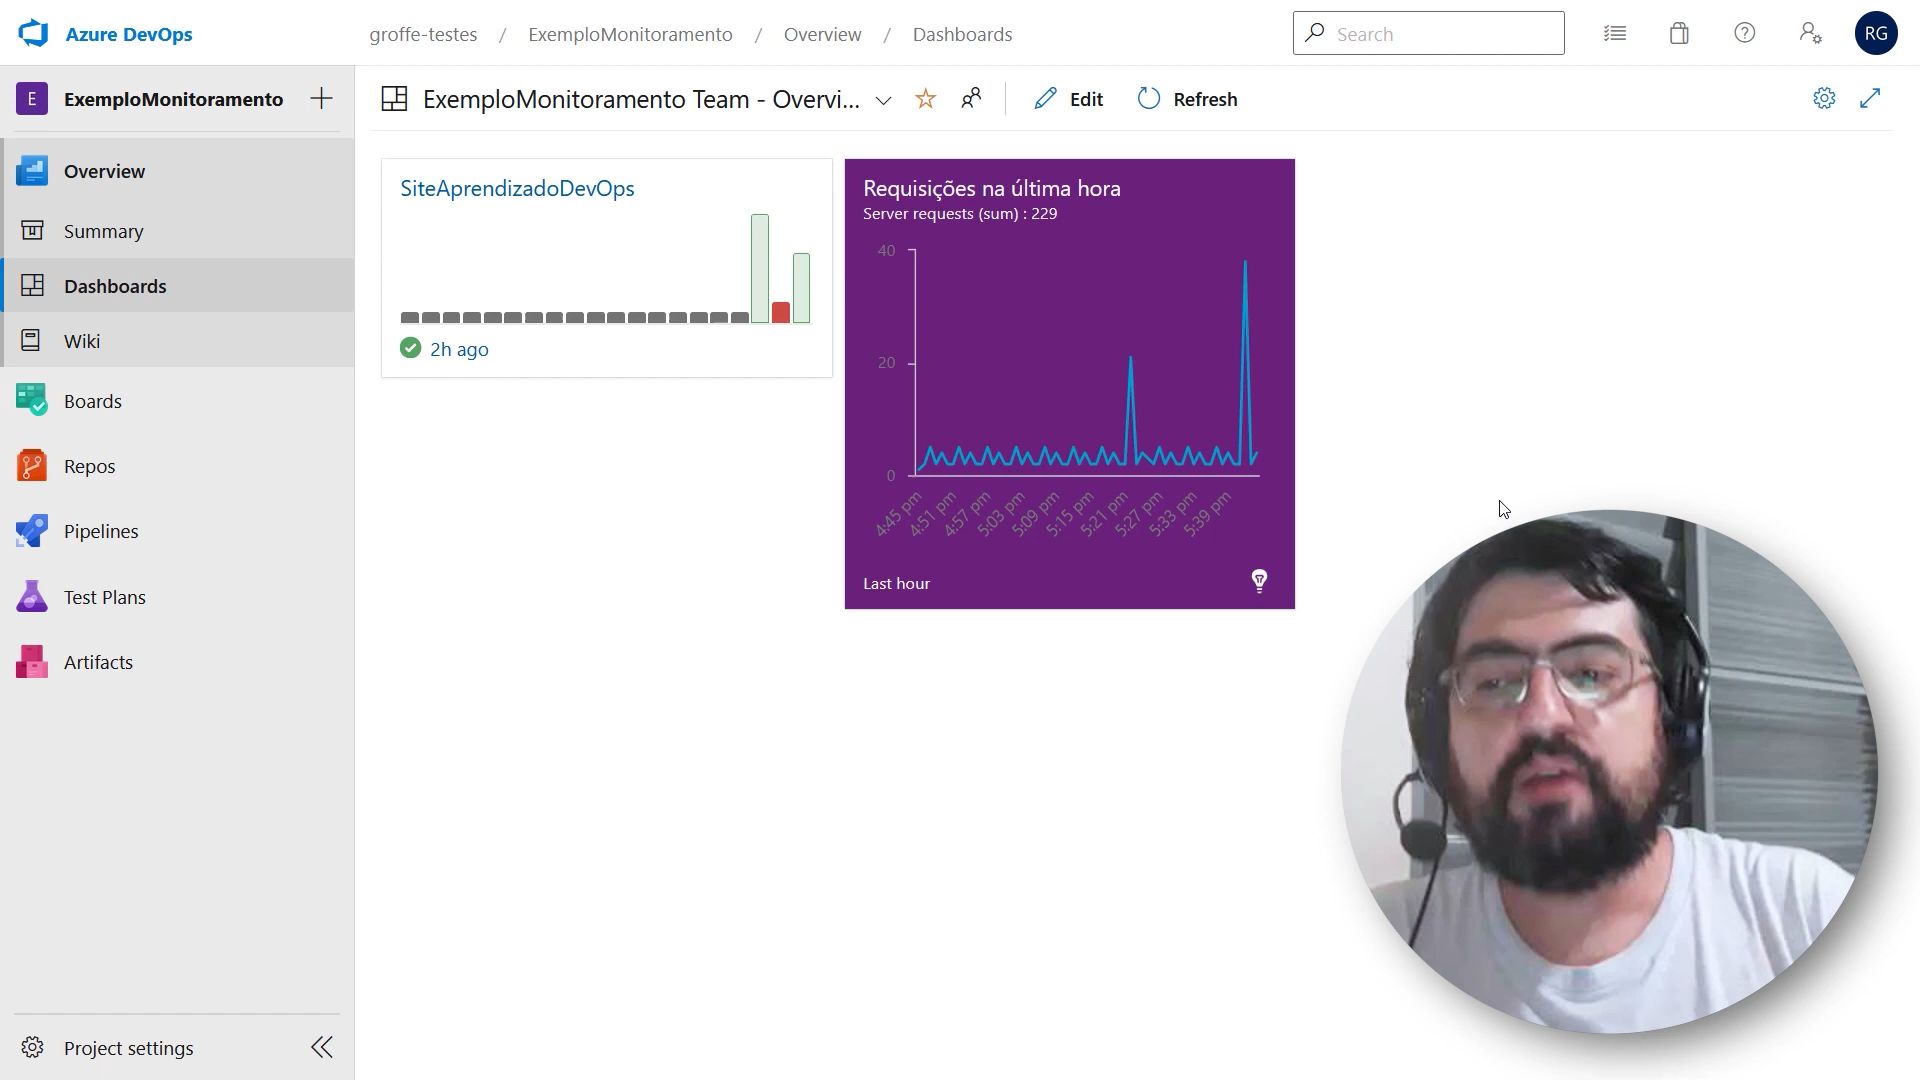 Azure DevOps
groffe-testes / ExemploMonitoramento / Overview / Dashboards
Search
RG
E ExemploMonitoramento
ExemploMonitoramento Team - Overvi...
Edit
Refresh
Overview
Summary
Dashboards
Wiki
Boards
Repos
Pipelines
Test Plans
Artifacts
Project settings
SiteAprendizadoDevOps
2h ago
Requisições na última hora
Server requests (sum) : 229
40
20
0
4:45 pm 4:51 pm 4:57 pm 5:03 pm 5:09 pm 5:15 pm 5:21 pm 5:27 pm 5:33 pm 5:39 pm
Last hour